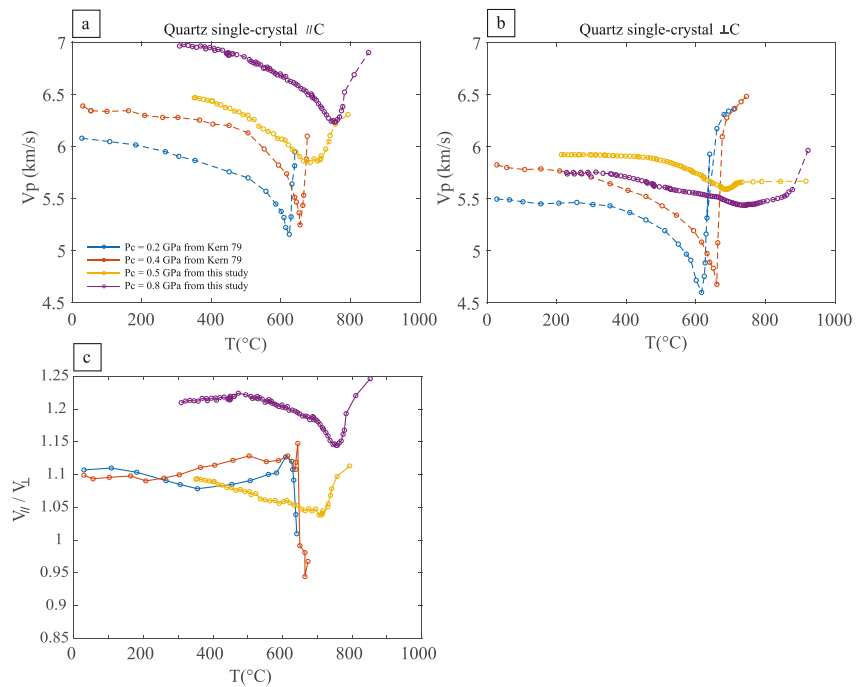 a
Quartz single-crystal //C
7
6.5
6
5.5
5
4.5
Vp (km/s)
0
200
400
600
800
1000
T(°C)
Pc = 0.2 GPa from Kern 79
Pc = 0.4 GPa from Kern 79
Pc = 0.5 GPa from this study
Pc = 0.8 GPa from this study
b
Quartz single-crystal ⊥C
7
6.5
6
5.5
5
4.5
Vp (km/s)
0
200
400
600
800
1000
T(°C)
c
1.25
1.2
1.15
1.1
1.05
1
0.95
0.9
0.85
V// / V⊥
0
200
400
600
800
1000
T(°C)